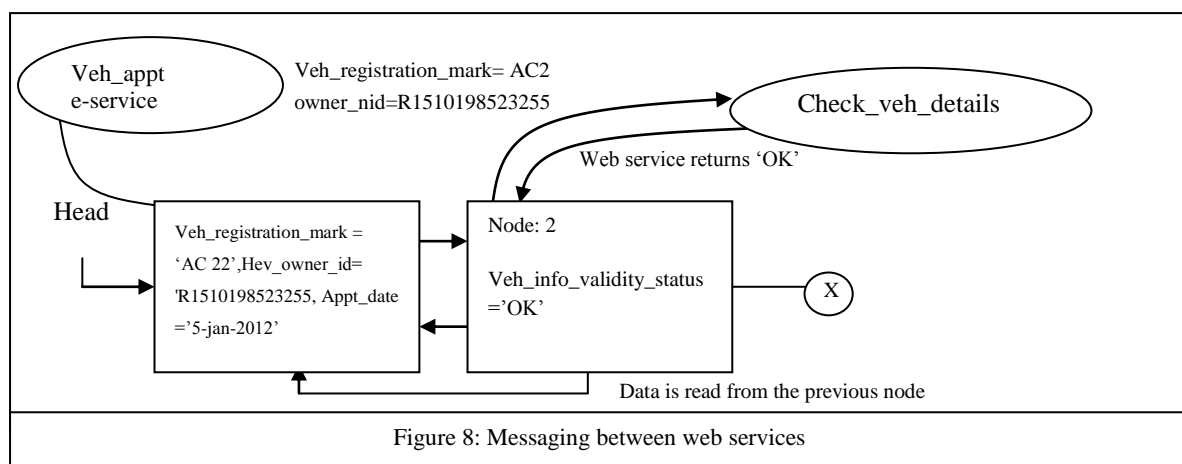 Veh_appt
e-service
Veh_registration_mark= AC2
owner_nid=R1510198523255
Check_veh_details
Web service returns ‘OK’
Head
Veh_registration_mark =
‘AC 22’,Hev_owner_id=
'R1510198523255, Appt_date
=’5-jan-2012’
Node: 2
Veh_info_validity_status
=’OK’
X
Data is read from the previous node
Figure 8: Messaging between web services